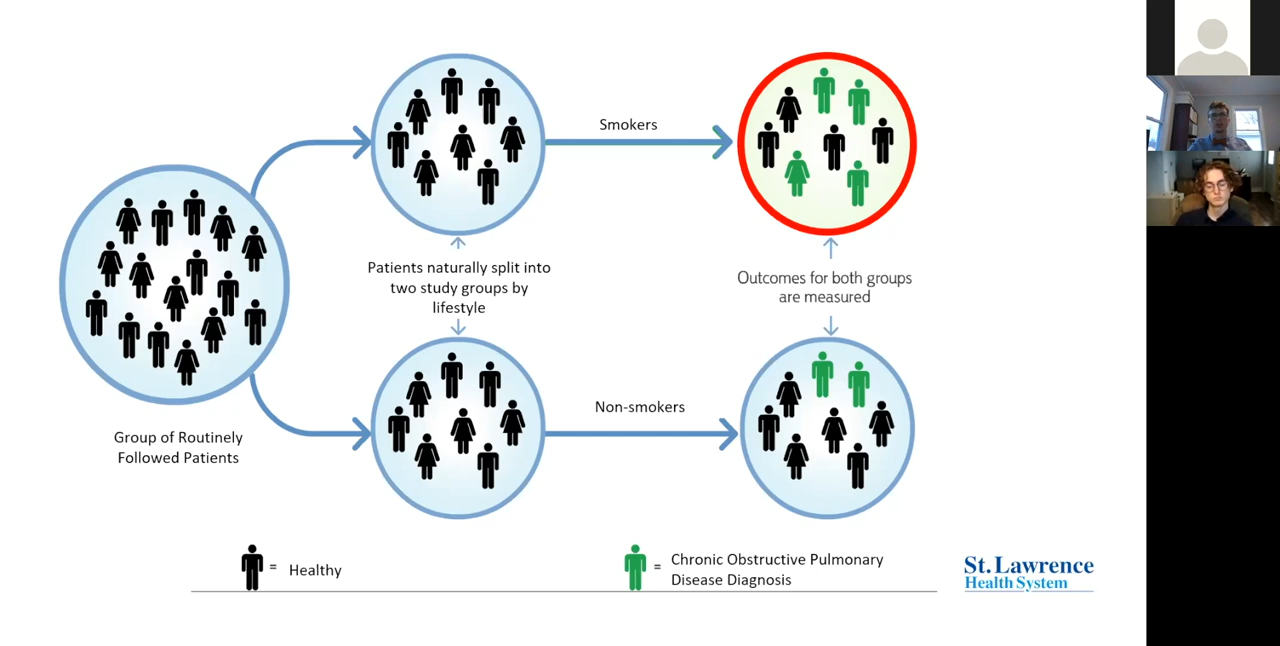 Smokers
Patients naturally split into
two study groups by
lifestyle
Outcomes for both groups
are measured
Non-smokers
Group of Routinely
Followed Patients
= Healthy
= Chronic Obstructive Pulmonary
Disease Diagnosis
St. Lawrence
Health System